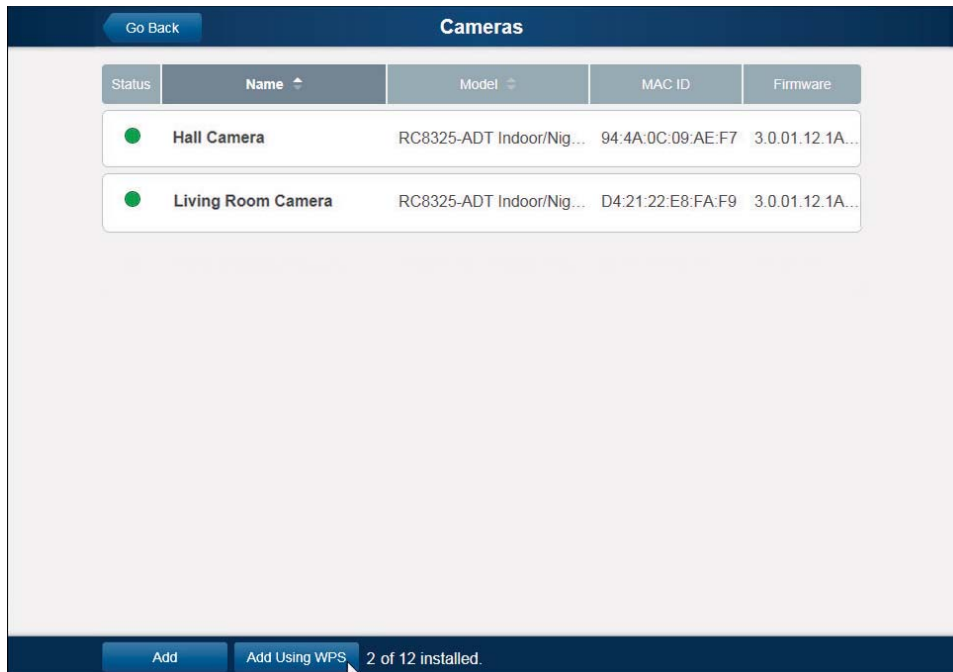 Go Back Cameras
Status Name Model MAC ID Firmware
Hall Camera RC8325-ADT Indoor/Nig... 94:4A:0C:09:AE:F7 3.0.01.12.1A...
Living Room Camera RC8325-ADT Indoor/Nig... D4:21:22:E8:FA:F9 3.0.01.12.1A...
Add Add Using WPS 2 of 12 installed.